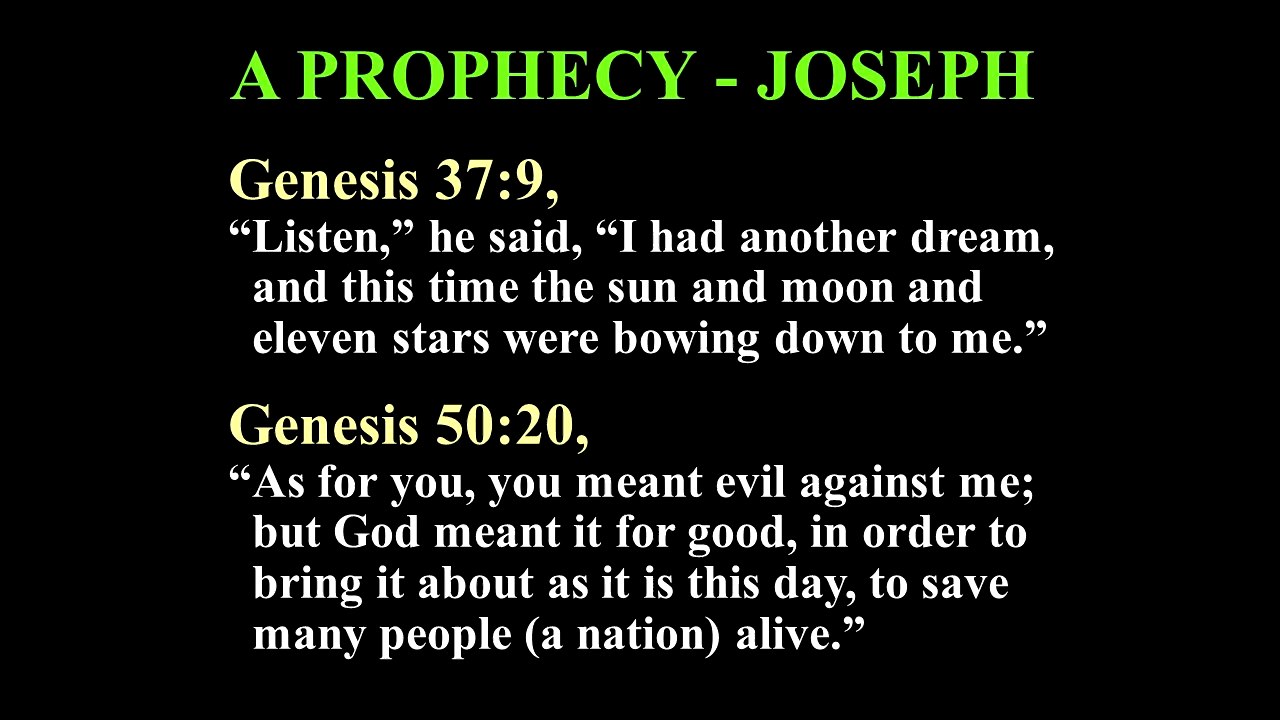 A PROPHECY - JOSEPH
Genesis 37:9,
“Listen,” he said, “I had another dream,
and this time the sun and moon and
eleven stars were bowing down to me.”
Genesis 50:20,
“As for you, you meant evil against me;
but God meant it for good, in order to
bring it about as it is this day, to save
many people (a nation) alive.”